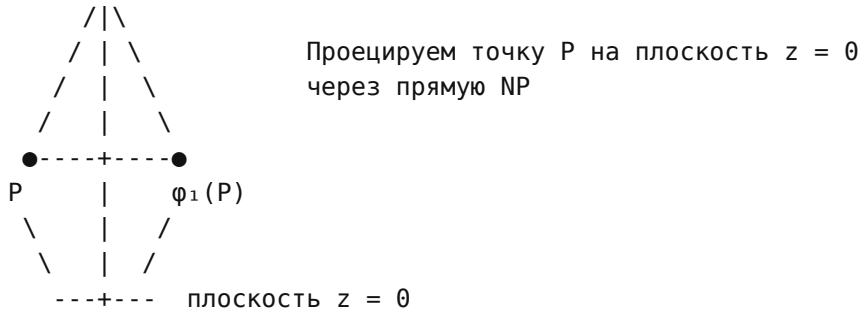 Проецируем точку P на плоскость z = 0
через прямую NP
P φ₁(P)
плоскость z = 0